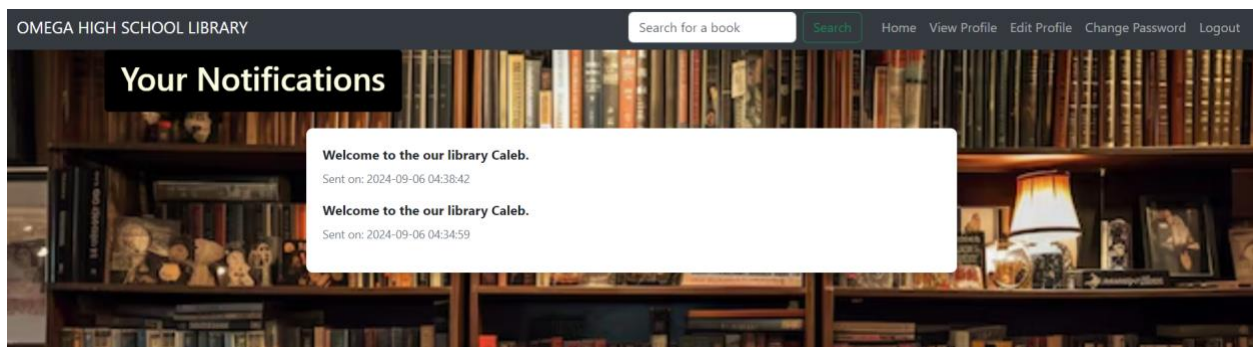 OMEGA HIGH SCHOOL LIBRARY
Search for a book
Search
Home View Profile Edit Profile Change Password Logout
Your Notifications
Welcome to the our library Caleb.
Sent on: 2024-09-06 04:38:42
Welcome to the our library Caleb.
Sent on: 2024-09-06 04:34:59